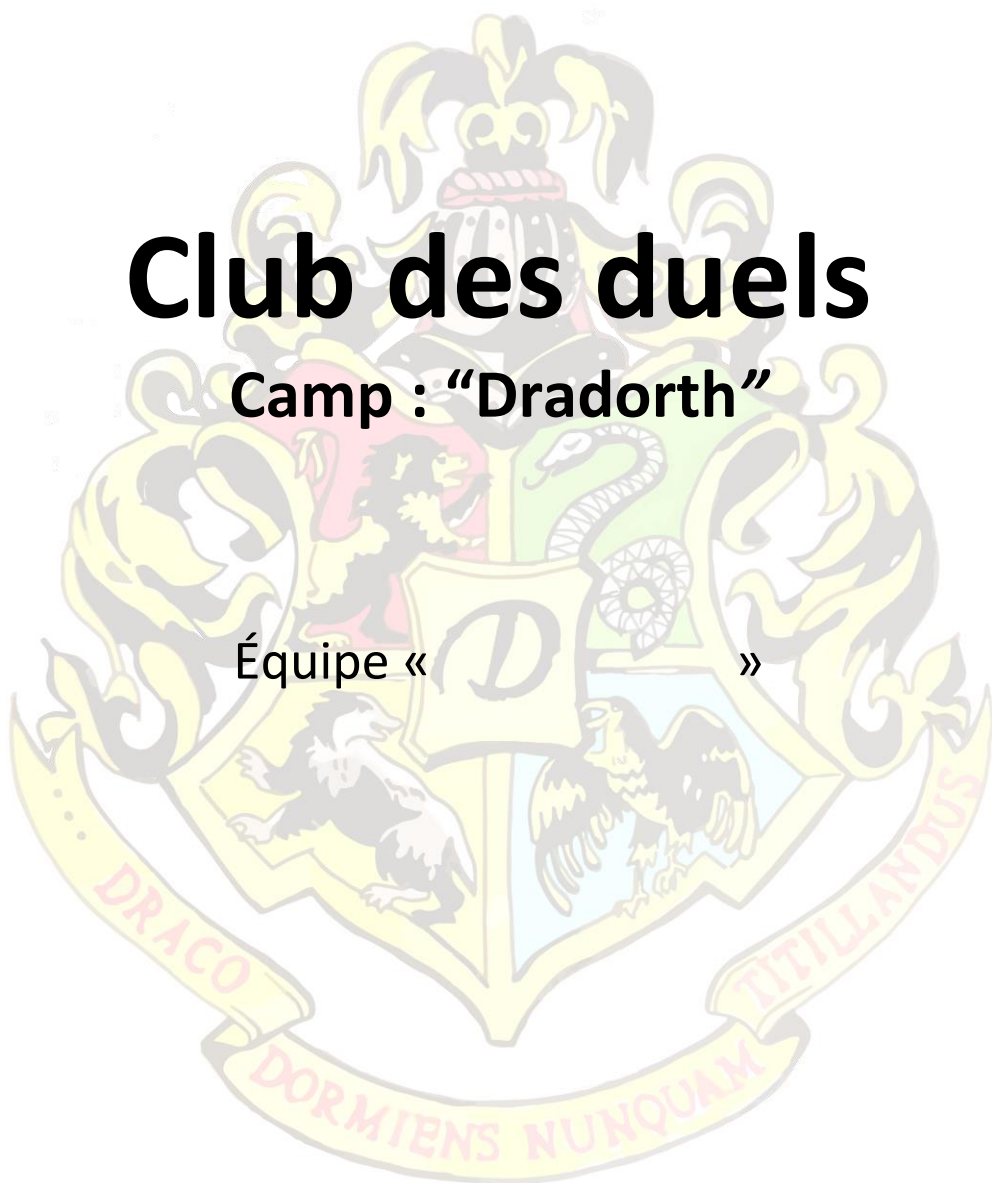 Club des duels
Camp : “Dradorth”
Équipe « »
D
DRACO
DORMIENS NUNQUAM
TITILLANDUS